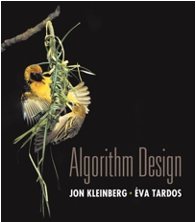 Algorithm Design
JON KLEINBERG • ÉVA TARDOS